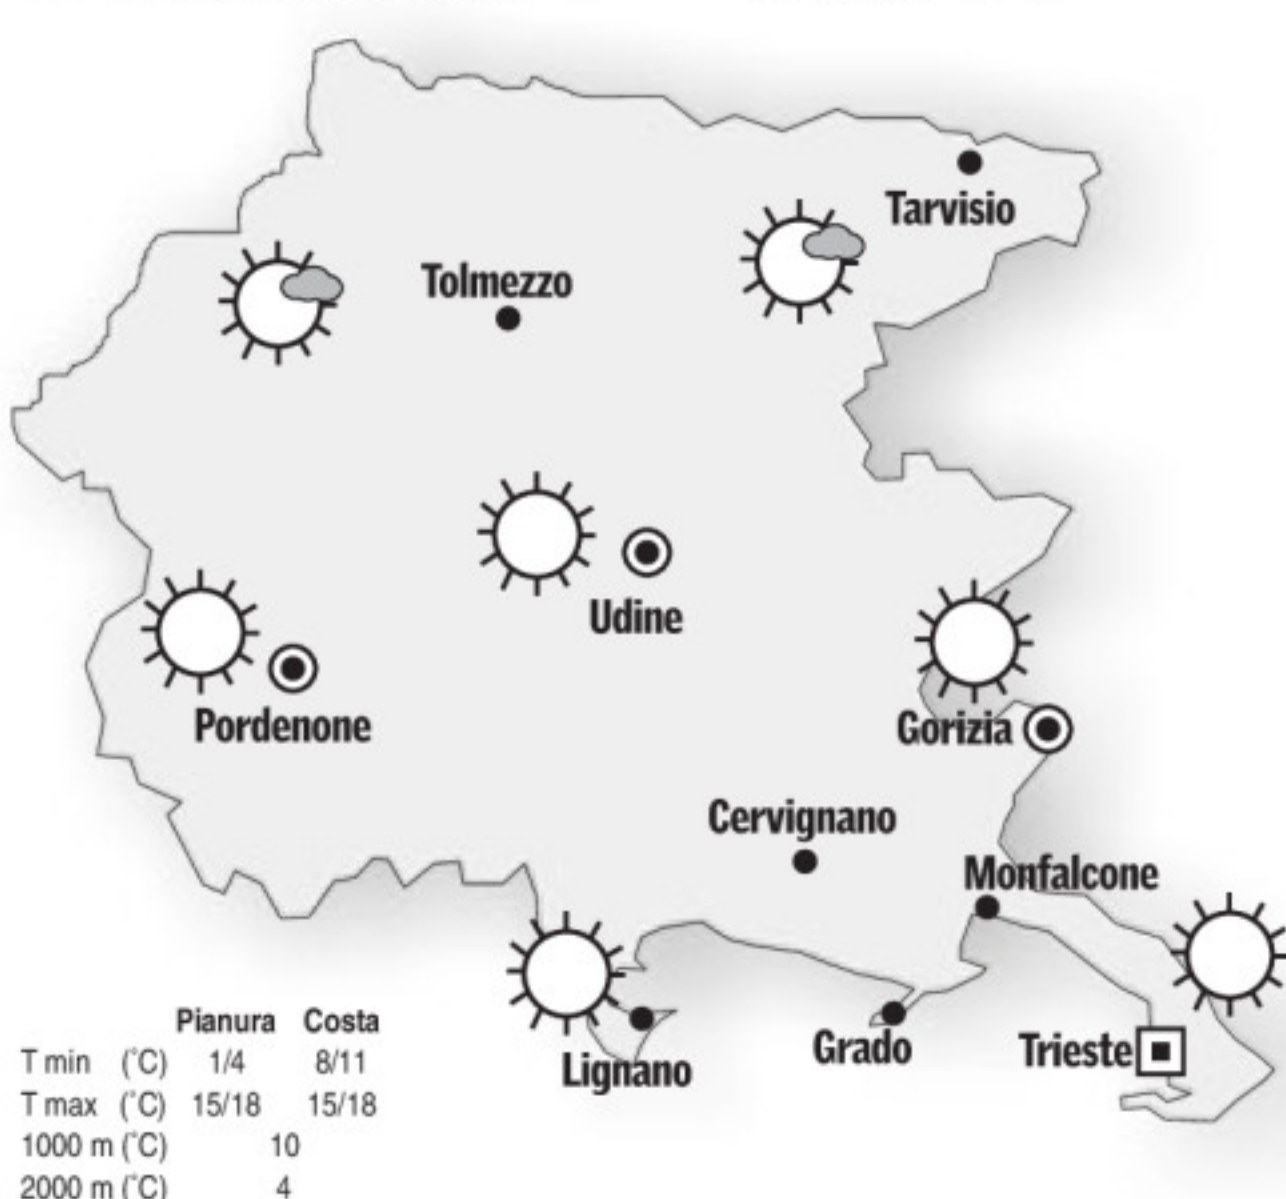 Tarvisio
Tolmezzo
Udine
Pordenone
Gorizia
Cervignano
Monfalcone
Grado
Trieste
Lignano
Pianura Costa
T min (°C) 1/4 8/11
T max (°C) 15/18 15/18
1000 m (°C) 10
2000 m (°C) 4